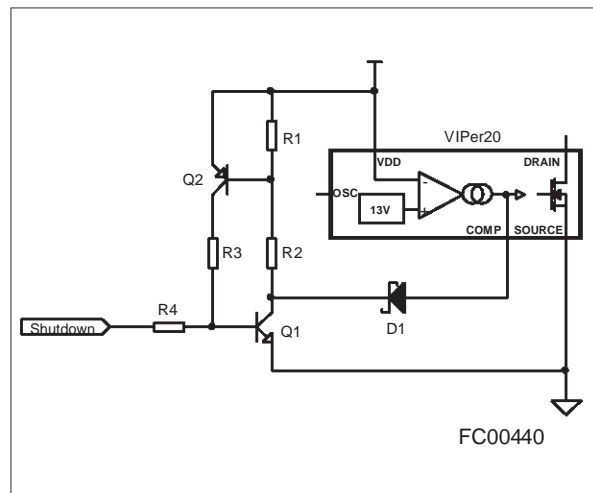 VIPer20
R1
VDD
DRAIN
Q2
-
OSC
13V
+
COMP
SOURCE
R3
R2
Shutdown
R4
Q1
D1
FC00440